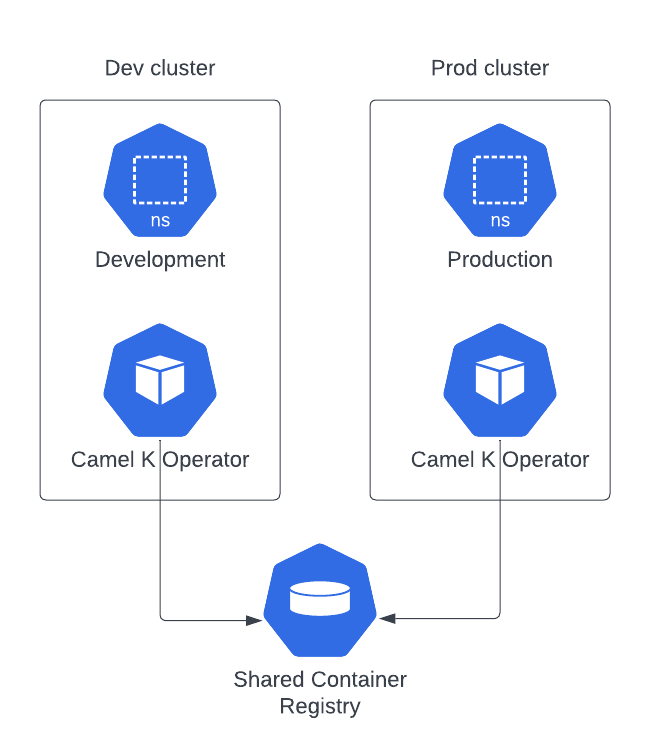 Dev cluster
Prod cluster
ns
Development
ns
Production
Camel K Operator
Camel K Operator
Shared Container
Registry